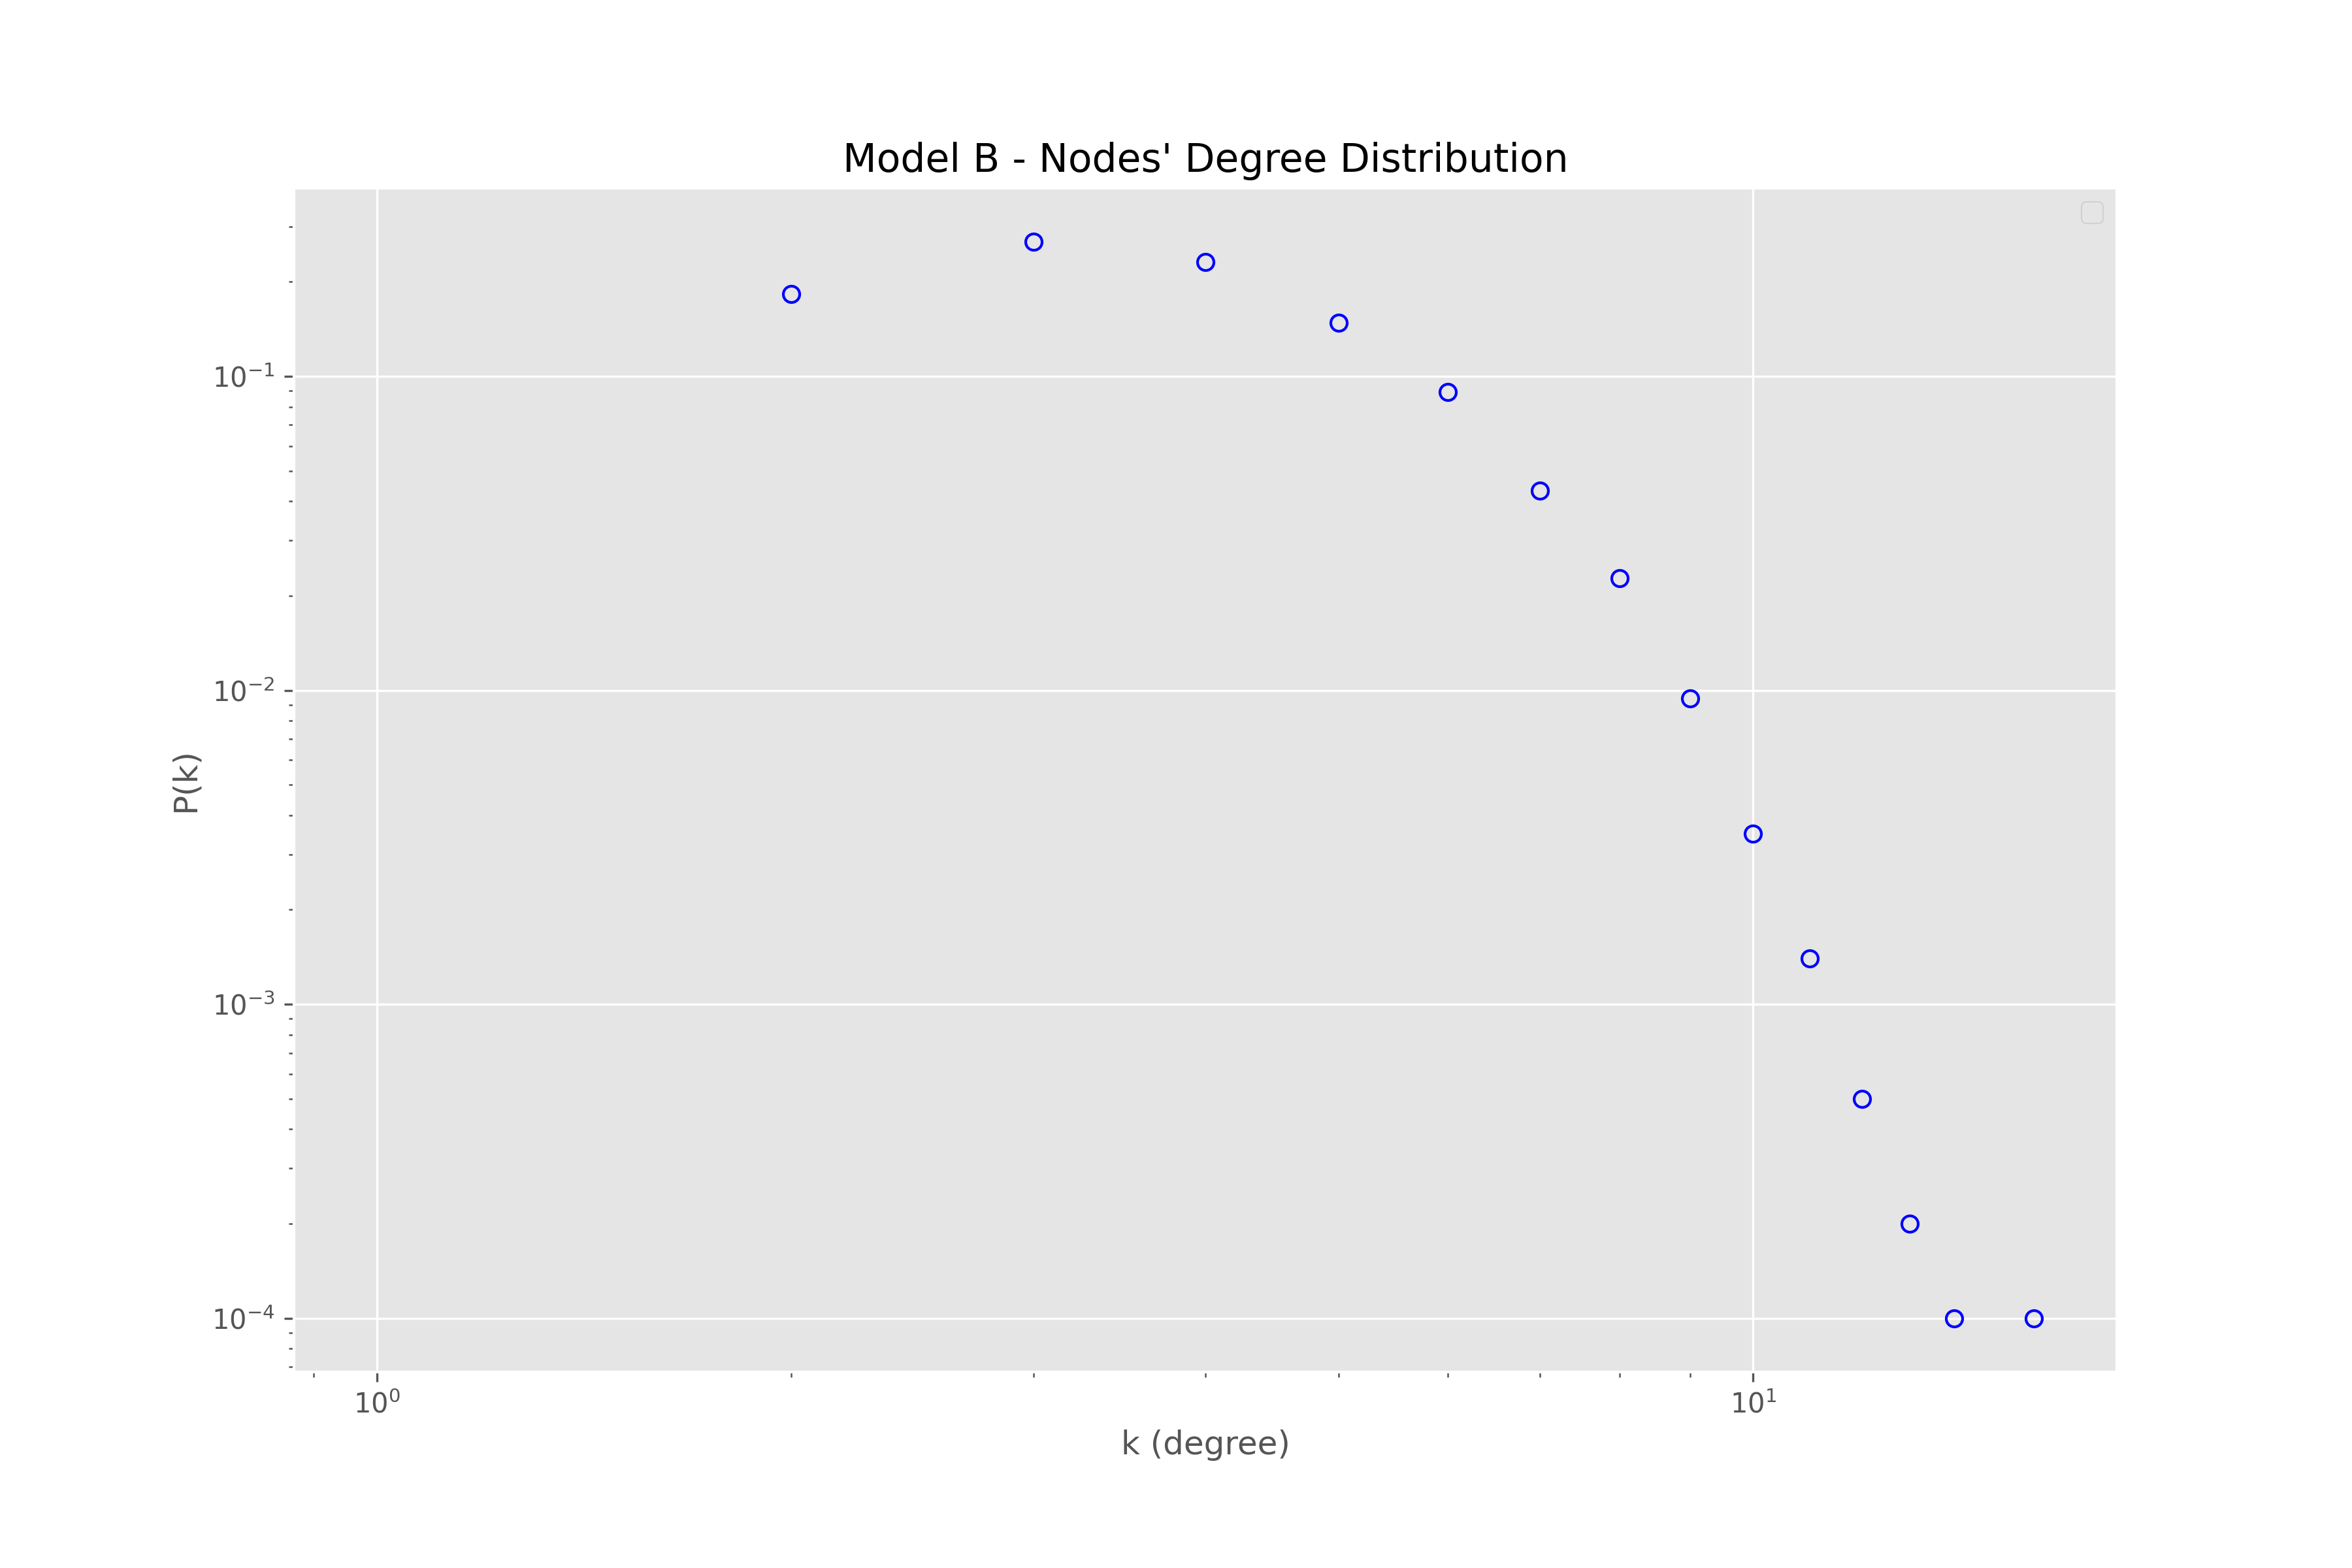 Model B - Nodes' Degree Distribution
10⁻¹
10⁻²
10⁻³
10⁻⁴
P(k)
10⁰ 10¹
k (degree)